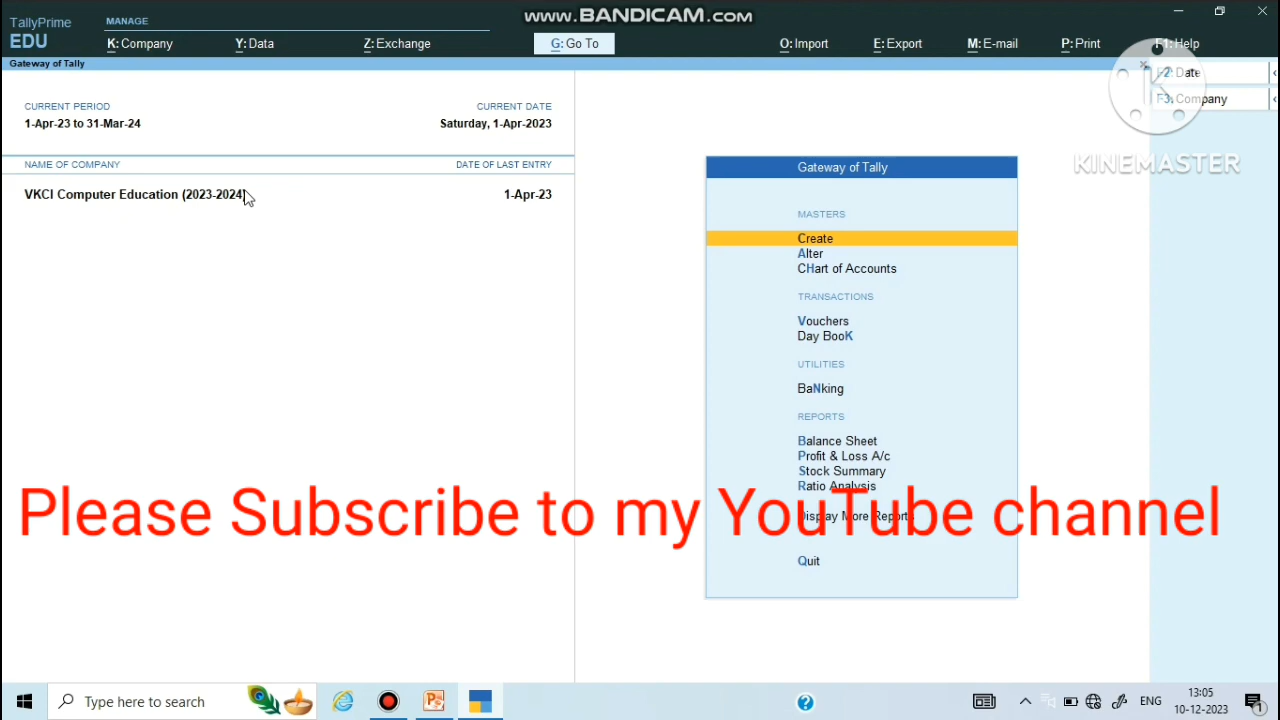 www.BANDICAM.com
TallyPrime
EDU
MANAGE
K: Company
Y: Data
Z: Exchange
G: Go To
O: Import
E: Export
M: E-mail
P: Print
F1: Help
Gateway of Tally
F2: Date
F3: Company
KINEMASTER
CURRENT PERIOD
1-Apr-23 to 31-Mar-24
CURRENT DATE
Saturday, 1-Apr-2023
NAME OF COMPANY
DATE OF LAST ENTRY
VKCI Computer Education (2023-2024)
1-Apr-23
Gateway of Tally
MASTERS
Create
Alter
CHart of Accounts
TRANSACTIONS
Vouchers
Day BooK
UTILITIES
BaNking
REPORTS
Balance Sheet
Profit & Loss A/c
Stock Summary
Ratio Analysis
Display More Reports
Quit
Please Subscribe to my YouTube channel
Type here to search
ENG
13:05
10-12-2023
1